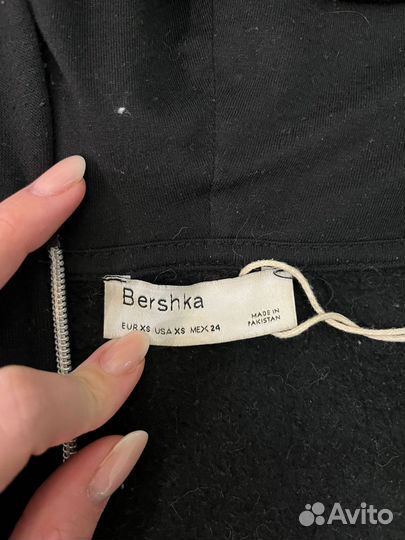 Bershka
EUR XS USA XS MEX 24
MADE IN
PAKISTAN
Avito